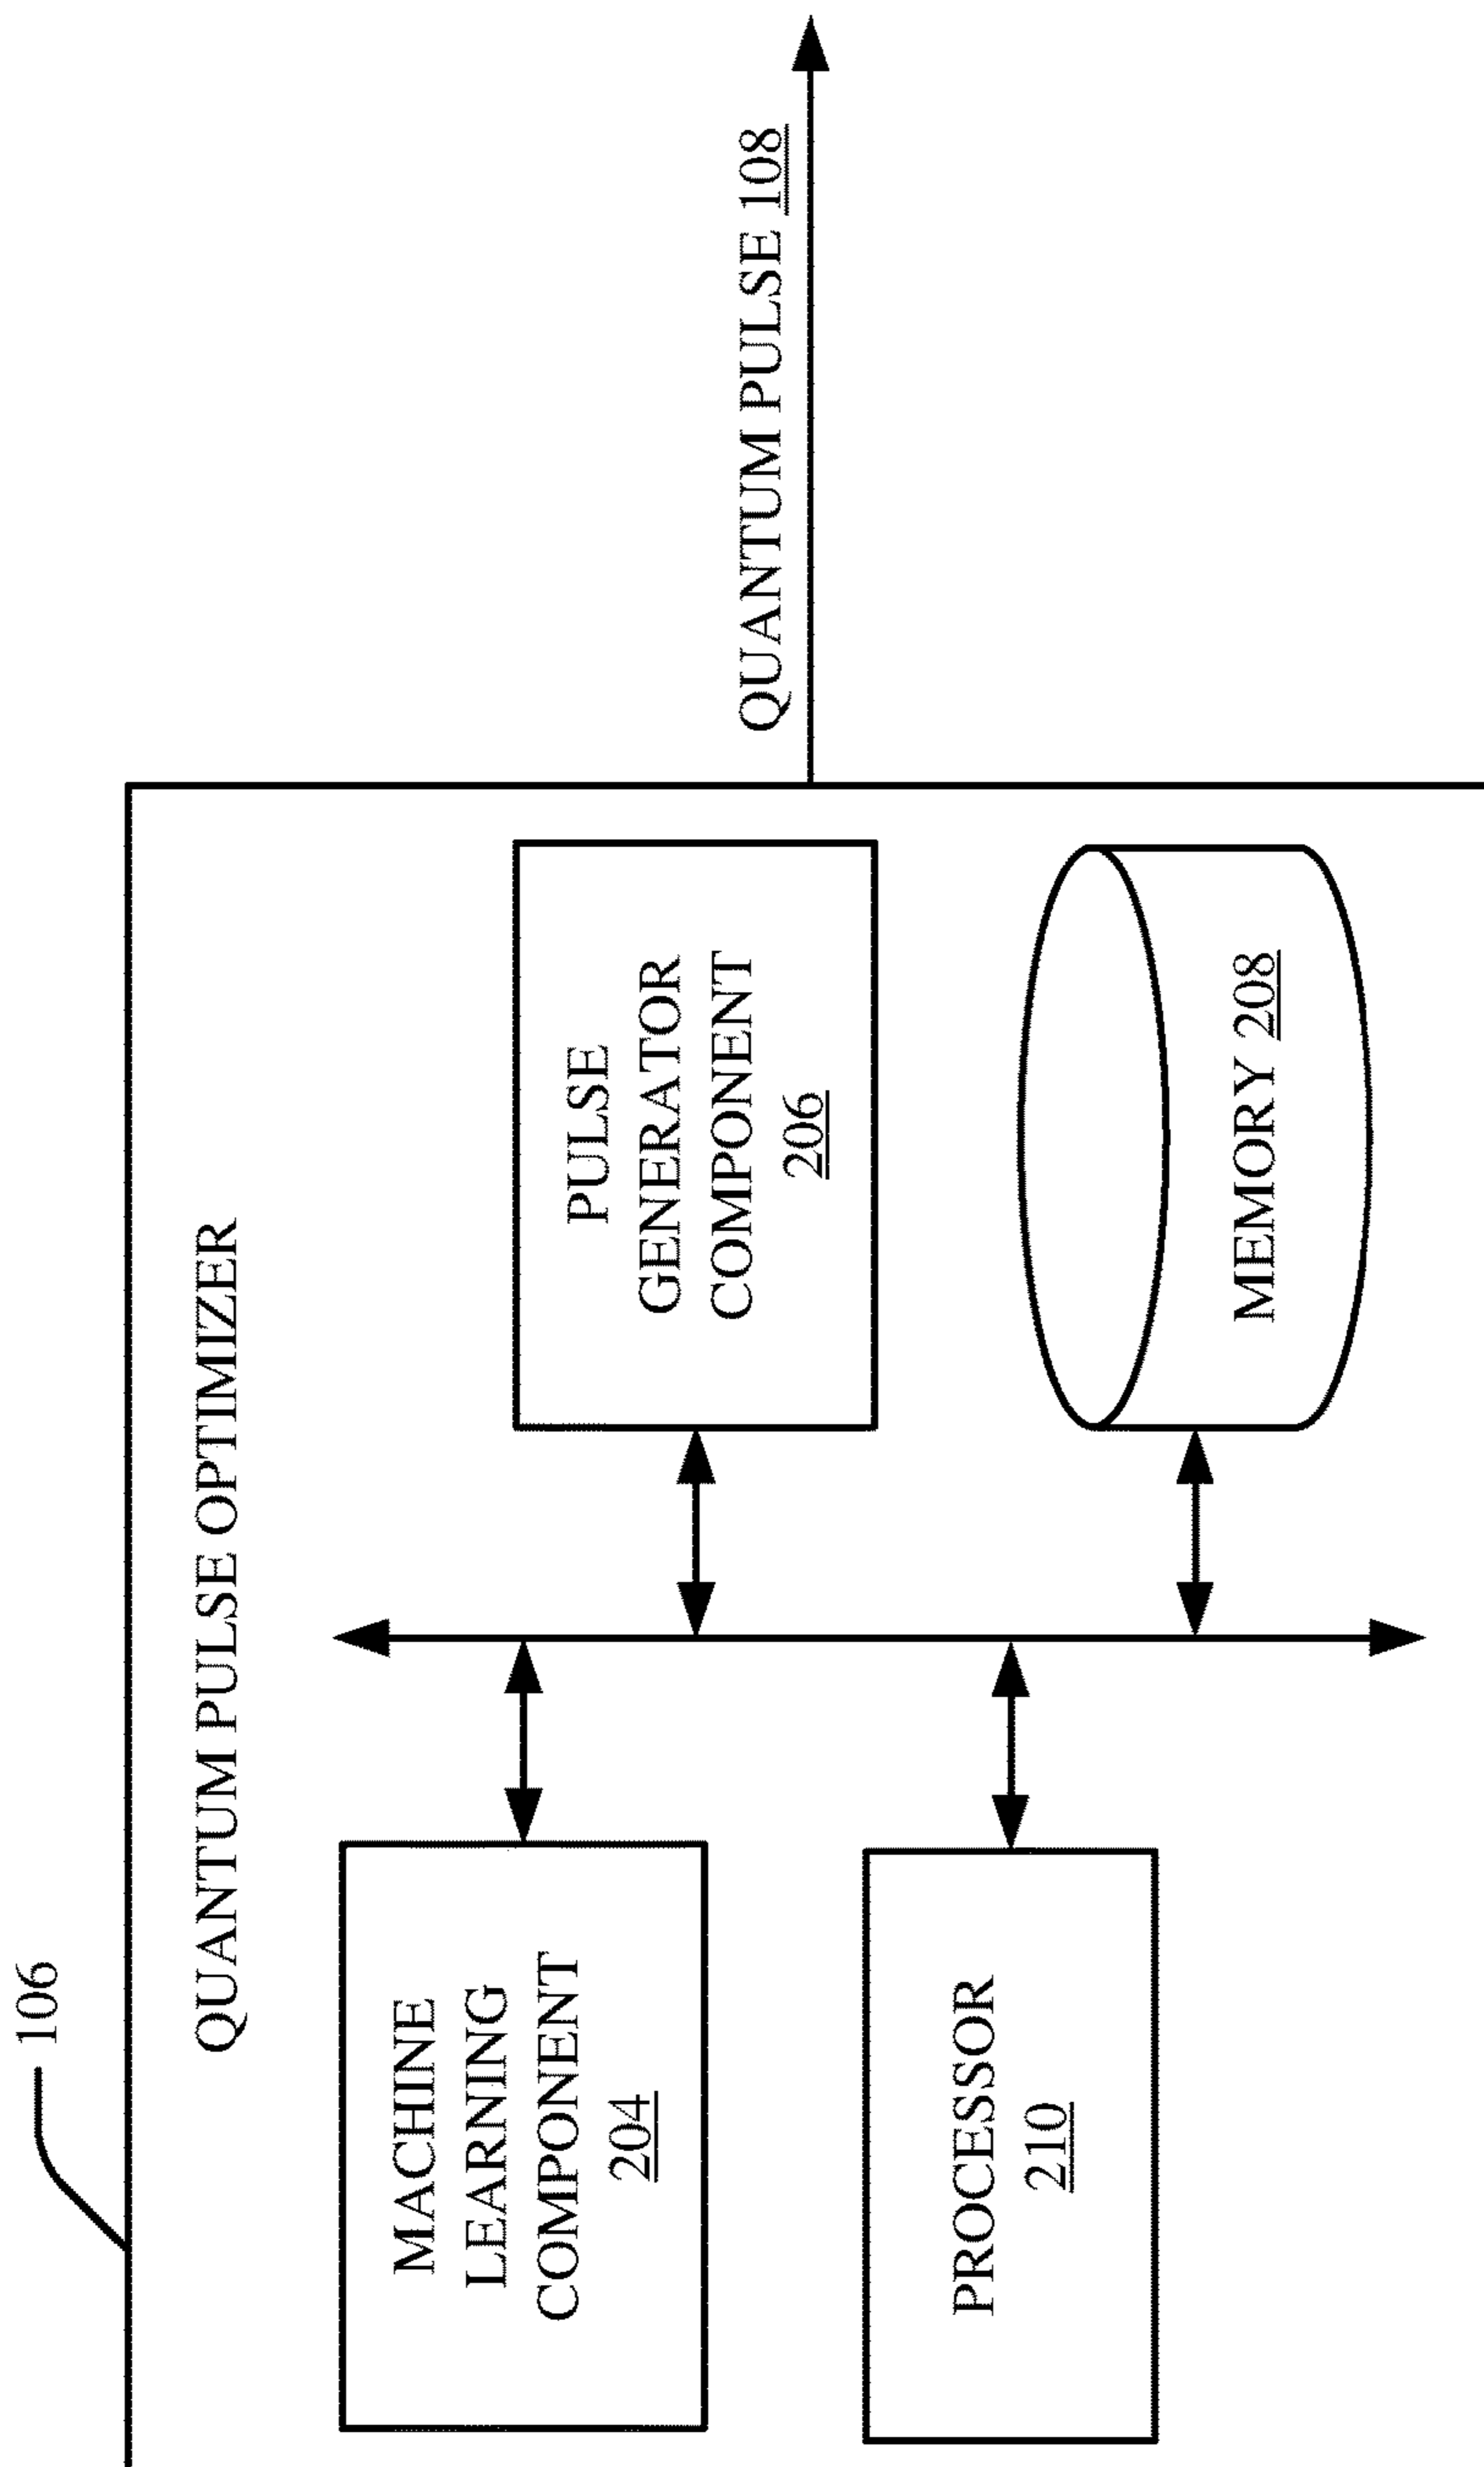 106
QUANTUM PULSE OPTIMIZER
MACHINE
LEARNING
COMPONENT
204
PULSE
GENERATOR
COMPONENT
206
QUANTUM PULSE 108
PROCESSOR
210
MEMORY 208